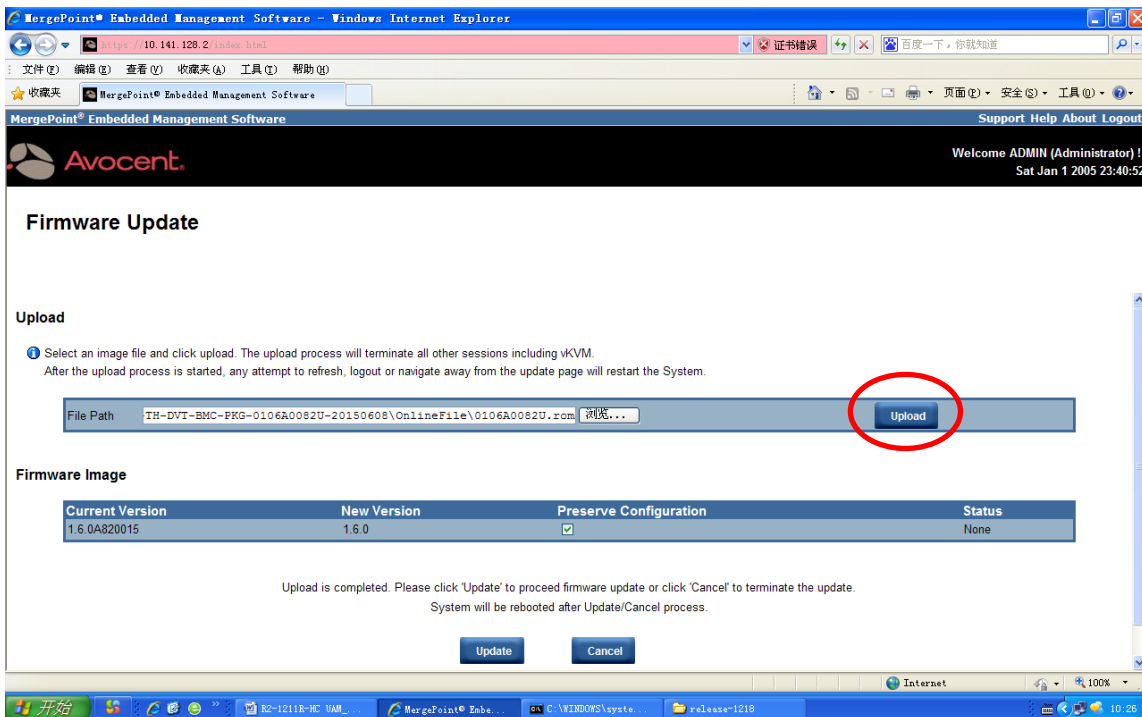 MergePoint® Embedded Management Software - Windows Internet Explorer
https://10.141.128.2/index.html
证书错误
百度一下，你就知道
文件(F) 编辑(E) 查看(V) 收藏夹(A) 工具(T) 帮助(H)
收藏夹
MergePoint® Embedded Management Software
页面(P) 安全(S) 工具(O)
MergePoint® Embedded Management Software
Support Help About Logout
Avocent.
Welcome ADMIN (Administrator) !
Sat Jan 1 2005 23:40:52
Firmware Update
Upload
Select an image file and click upload. The upload process will terminate all other sessions including vKVM.
After the upload process is started, any attempt to refresh, logout or navigate away from the update page will restart the System.
File Path TH-DVT-BMC-PKG-0106A0082U-20150608\OnlineFile\0106A0082U.rom 浏览... Upload
Firmware Image
Current Version New Version Preserve Configuration Status
1.6.0A820015 1.6.0 None
Upload is completed. Please click 'Update' to proceed firmware update or click 'Cancel' to terminate the update.
System will be rebooted after Update/Cancel process.
Update Cancel
Internet 100%
开始 R2-1211R-HC UAM_... MergePoint® Embe... C:\WINDOWS\syste... release-1218 10:26